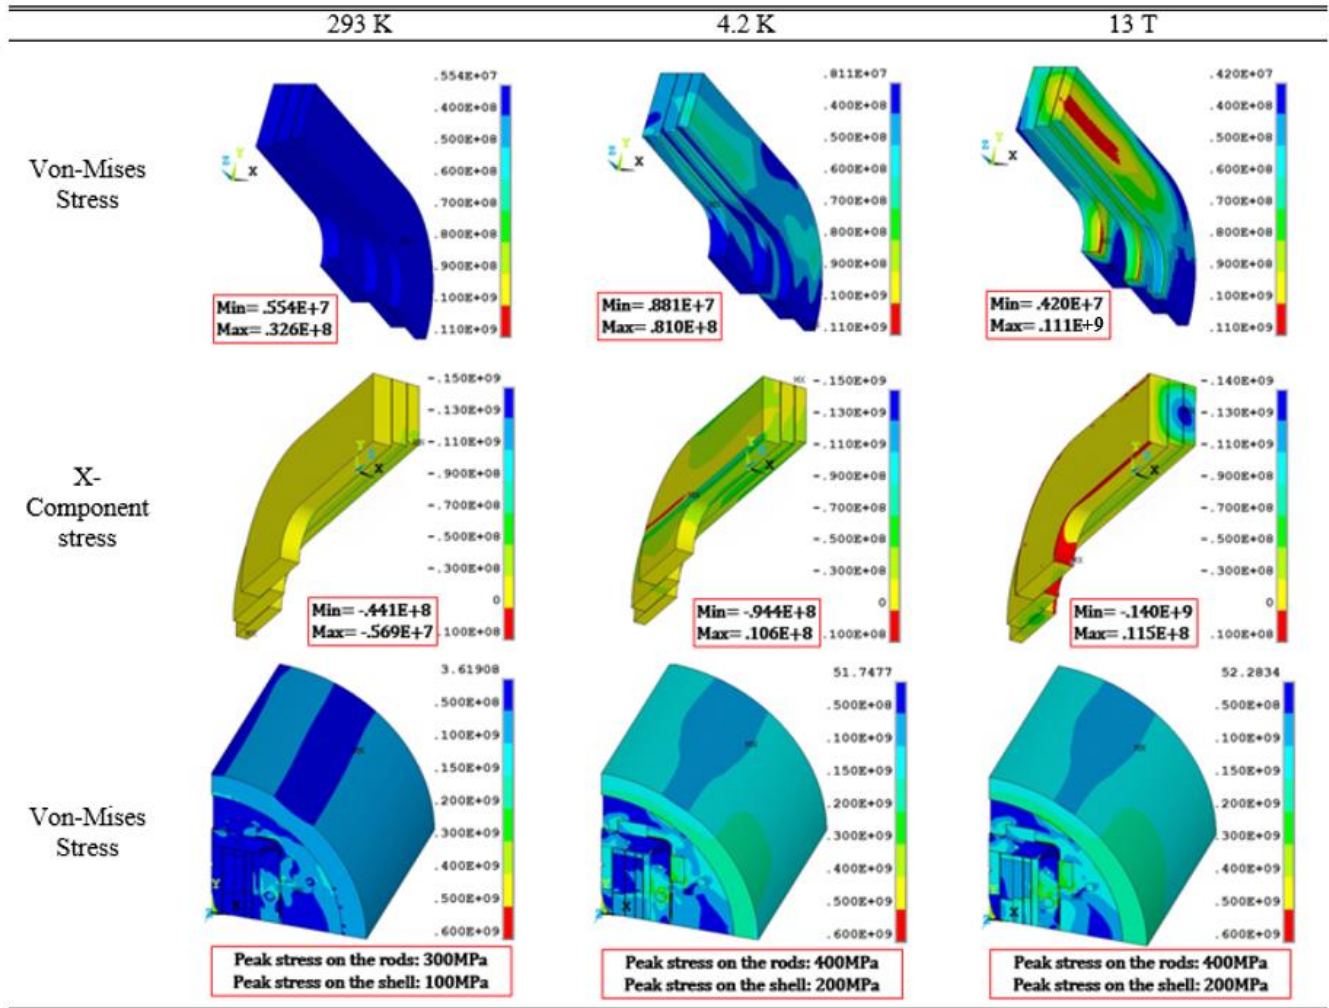 293 K 4.2 K 13 T
Von-Mises
Stress
.554E+07
.400E+08
.500E+08
.600E+08
.700E+08
.800E+08
.900E+08
.100E+09
.110E+09
Y
Z
X
Min= .554E+7
Max= .326E+8
.811E+07
.400E+08
.500E+08
.600E+08
.700E+08
.800E+08
.900E+08
.100E+09
.110E+09
Y
Z
X
Min= .881E+7
Max= .810E+8
.420E+07
.400E+08
.500E+08
.600E+08
.700E+08
.800E+08
.900E+08
.100E+09
.110E+09
Y
Z
X
Min= .420E+7
Max= .111E+9
X-
Component
stress
-.150E+09
-.130E+09
-.110E+09
-.900E+08
-.700E+08
-.500E+08
-.300E+08
0
.100E+08
Y
X
Min= -.441E+8
Max= -.569E+7
-.150E+09
-.130E+09
-.110E+09
-.900E+08
-.700E+08
-.500E+08
-.300E+08
0
.100E+08
MX
Y
X
Min= -.944E+8
Max= .106E+8
-.140E+09
-.130E+09
-.110E+09
-.900E+08
-.700E+08
-.500E+08
-.300E+08
0
.100E+08
Y
X
Min= -.140E+9
Max= .115E+8
Von-Mises
Stress
3.61908
.500E+08
.100E+09
.150E+09
.200E+09
.300E+09
.400E+09
.500E+09
.600E+09
Y
X
Peak stress on the rods: 300MPa
Peak stress on the shell: 100MPa
51.7477
.500E+08
.100E+09
.150E+09
.200E+09
.300E+09
.400E+09
.500E+09
.600E+09
X
Peak stress on the rods: 400MPa
Peak stress on the shell: 200MPa
52.2834
.500E+08
.100E+09
.150E+09
.200E+09
.300E+09
.400E+09
.500E+09
.600E+09
X
Peak stress on the rods: 400MPa
Peak stress on the shell: 200MPa